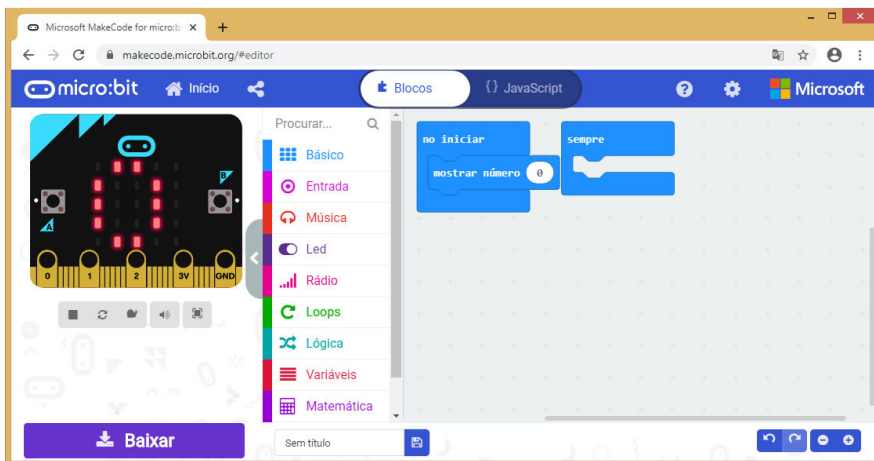 Microsoft MakeCode for micro:b
makecode.microbit.org/#editor
micro:bit
Início
Blocos
{} JavaScript
Microsoft
Procurar...
Básico
Entrada
Música
Led
Rádio
Loops
Lógica
Variáveis
Matemática
no iniciar
mostrar número 0
sempre
B
A
0 1 2 3V GND
Baixar
Sem título